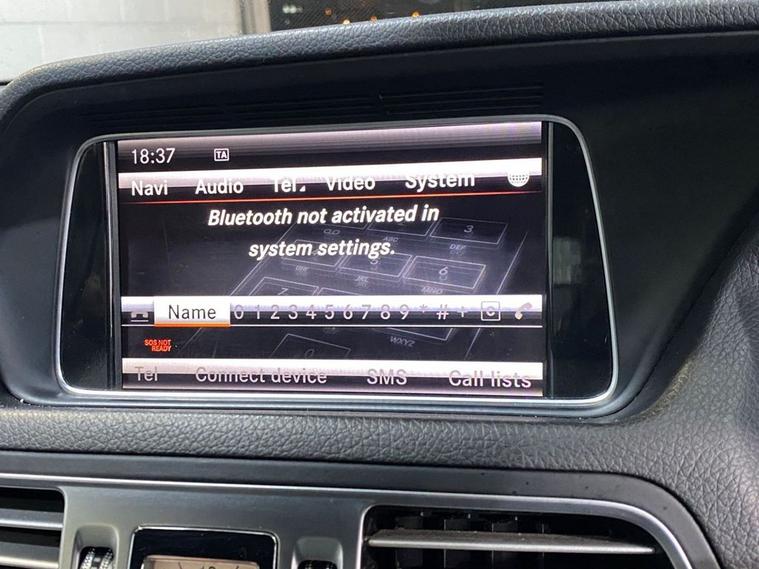 18:37 TA
Navi Audio Tel Video System
Bluetooth not activated in
system settings.
Name 0 1 2 3 4 5 6 7 8 9 * # + C
SOS NOT
READY
Tel Connect device SMS Call lists